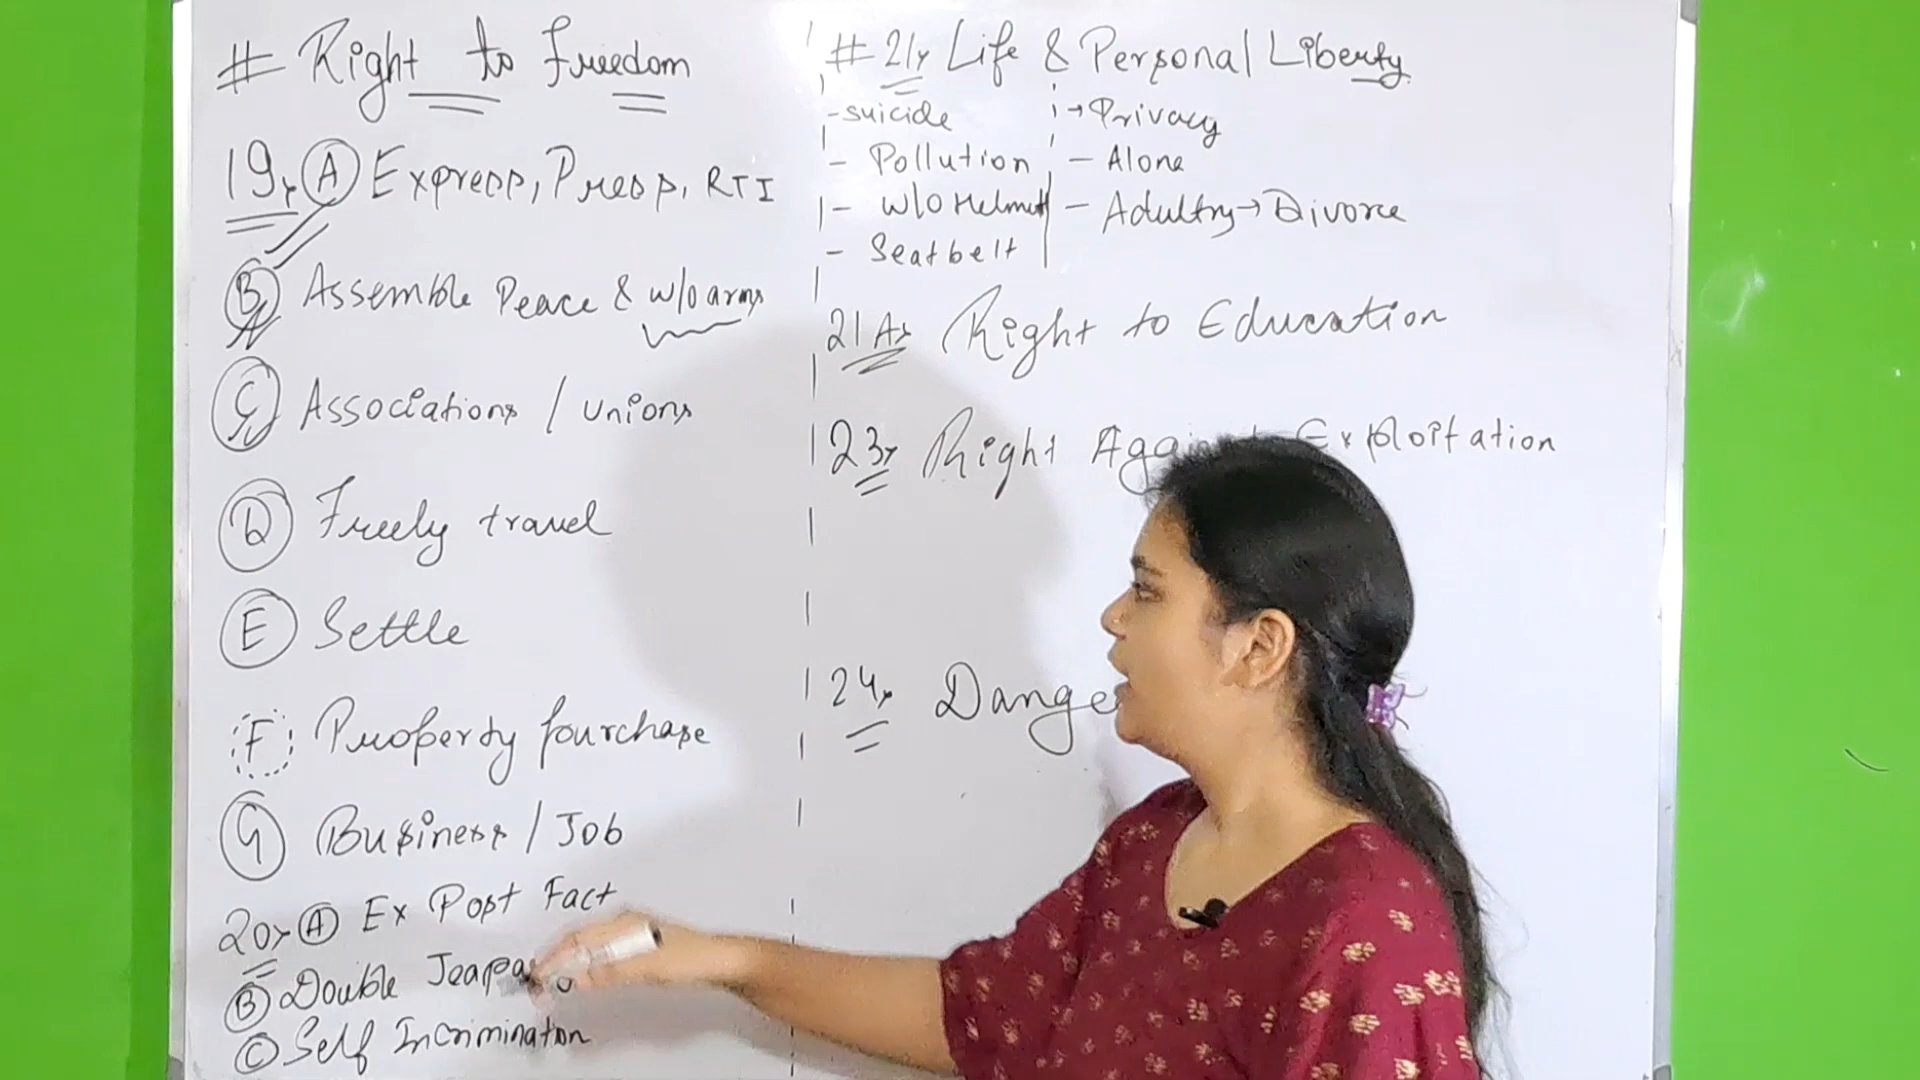 # Right to freedom
19, (A) Express, Press, RTI
(B) Assemble Peace & w/o arms
(C) Associations / unions
(D) Freely travel
(E) Settle
(F) Property purchase
(G) Business / Job
20, (A) Ex Post Fact
(B) Double
(C) Self Incrimination
# 21, Life & Personal Liberty
- suicide
- Pollution
- w/o Helmet
- Seatbelt
→ Privacy
- Alone
- Adultry → Divorce
21A, Right to Education
23, Right Exploitation
24,